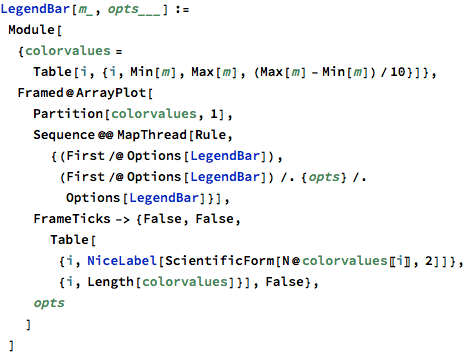 LegendBar[m_, opts___] :=
Module[
{colorvalues =
Table[i, {i, Min[m], Max[m], (Max[m] - Min[m]) / 10}]},
Framed@ArrayPlot[
Partition[colorvalues, 1],
Sequence @@ MapThread[Rule,
{(First /@ Options[LegendBar]),
(First /@ Options[LegendBar]) /. {opts} /.
Options[LegendBar]}],
FrameTicks -> {False, False,
Table[
{i, NiceLabel[ScientificForm[N@colorvalues〚i〛, 2]]},
{i, Length[colorvalues]}], False},
opts
]
]